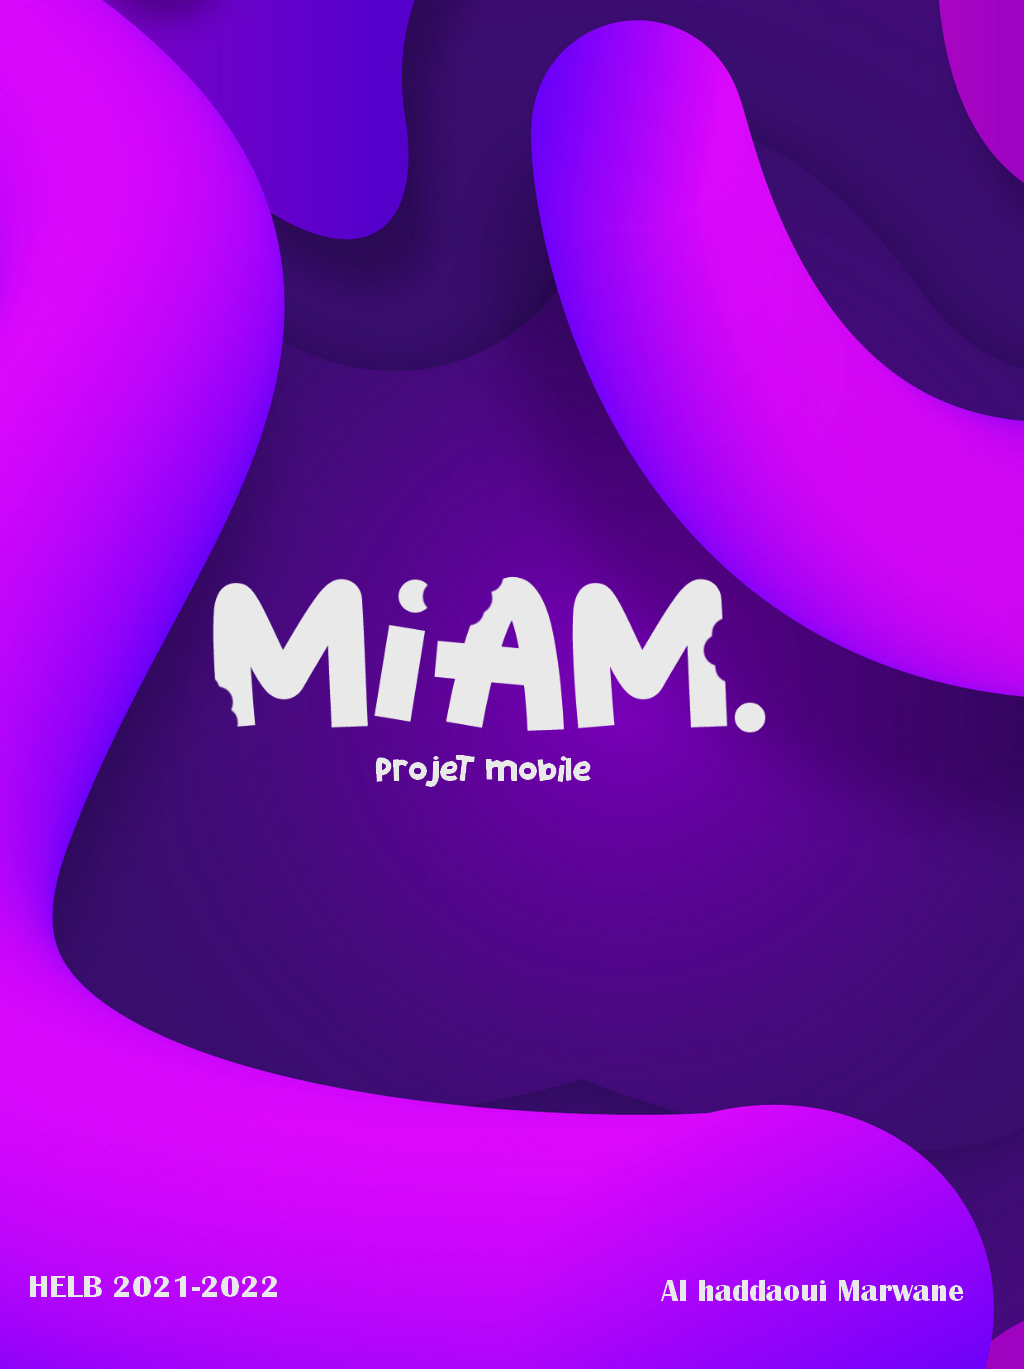 MiAM.
Projet mobile
HELB 2021-2022
Al haddaoui Marwane